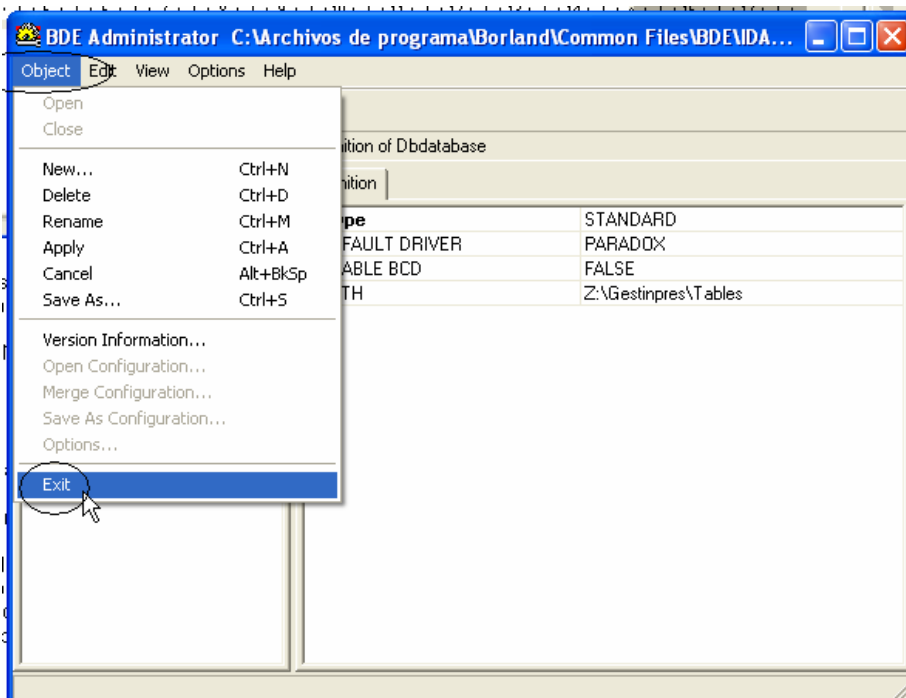 BDE Administrator C:\Archivos de programa\Borland\Common Files\BDE\IDA...
Object Edit View Options Help
Open
Close
New... Ctrl+N
Delete Ctrl+D
Rename Ctrl+M
Apply Ctrl+A
Cancel Alt+BkSp
Save As... Ctrl+S
Version Information...
Open Configuration...
Merge Configuration...
Save As Configuration...
Options...
Exit
ition of Dbdatabase
nition
pe STANDARD
FAULT DRIVER PARADOX
ABLE BCD FALSE
TH Z:\Gestinpres\Tables